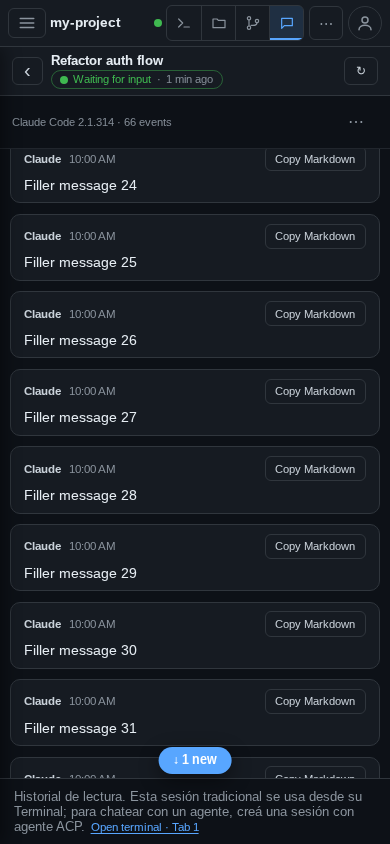 my-project
Refactor auth flow
Waiting for input · 1 min ago
Claude Code 2.1.314 · 66 events
Claude 10:00 AM Copy Markdown
Filler message 24
Claude 10:00 AM Copy Markdown
Filler message 25
Claude 10:00 AM Copy Markdown
Filler message 26
Claude 10:00 AM Copy Markdown
Filler message 27
Claude 10:00 AM Copy Markdown
Filler message 28
Claude 10:00 AM Copy Markdown
Filler message 29
Claude 10:00 AM Copy Markdown
Filler message 30
Claude 10:00 AM Copy Markdown
Filler message 31
↓ 1 new
Claude 10:00 AM Copy Markdown
Historial de lectura. Esta sesión tradicional se usa desde su
Terminal; para chatear con un agente, creá una sesión con
agente ACP. Open terminal · Tab 1